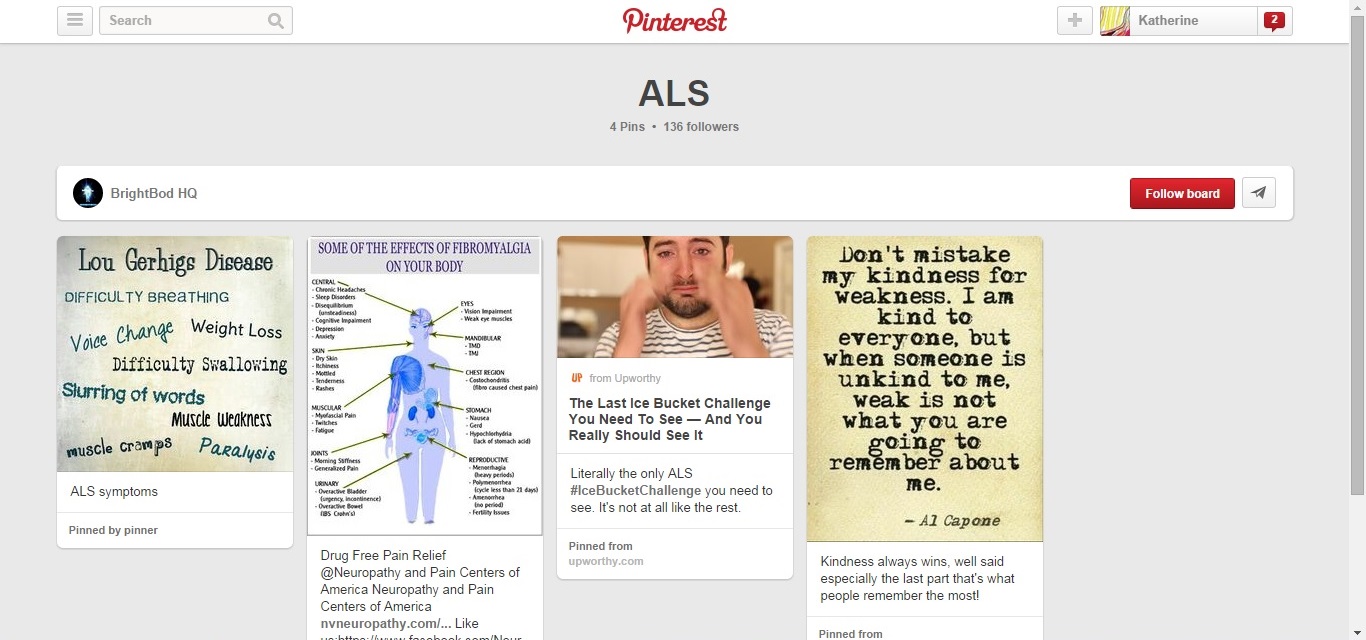 Search
Pinterest
Katherine
2
ALS
4 Pins • 136 followers
BrightBod HQ
Follow board
Lou Gerhigs Disease
DIFFICULTY BREATHING
Voice Change
Weight Loss
Difficulty Swallowing
Slurring of words
Muscle Weakness
muscle cramps
Paralysis
ALS symptoms
Pinned by pinner
SOME OF THE EFFECTS OF FIBROMYALGIA
ON YOUR BODY
CENTRAL
- Chronic Headaches
- Sleep Disorders
- Disequilibrium
(unsteadiness)
- Cognitive Impairment
- Depression
- Anxiety
SKIN
- Dry Skin
- Itchiness
- Mottled
- Tenderness
- Rashes
MUSCULAR
- Myofascial Pain
- Twitches
- Fatigue
JOINTS
- Morning Stiffness
- Generalized Pain
URINARY
- Overactive Bladder
(urgency, incontinence)
- Overactive Bowel
(IBS, Crohn's)
EYES
- Vision Impairment
- Weak eye muscles
MANDIBULAR
- TMD
- TMJ
CHEST REGION
- Costochontitis
(fibro caused chest pain)
STOMACH
- Nausea
- Gerd
- Hypochlorhydria
(lack of stomach acid)
REPRODUCTIVE
- Menorrhagia
(heavy periods)
- Polymenorrhea
(cycle less than 21 days)
- Amenorrhea
(no period)
- Fertility Issues
Drug Free Pain Relief
@Neuropathy and Pain Centers of
America Neuropathy and Pain
Centers of America
nvneuropathy.com/... Like
us:https://www.facebook.com/Neur
UP from Upworthy
The Last Ice Bucket Challenge
You Need To See — And You
Really Should See It
Literally the only ALS
#IceBucketChallenge you need to
see. It's not at all like the rest.
Pinned from
upworthy.com
Don't mistake
my kindness for
weakness. I am
kind to
everyone, but
when someone is
unkind to me,
weak is not
what you are
going to
remember about
me.
- Al Capone
Kindness always wins, well said
especially the last part that's what
people remember the most!
Pinned from